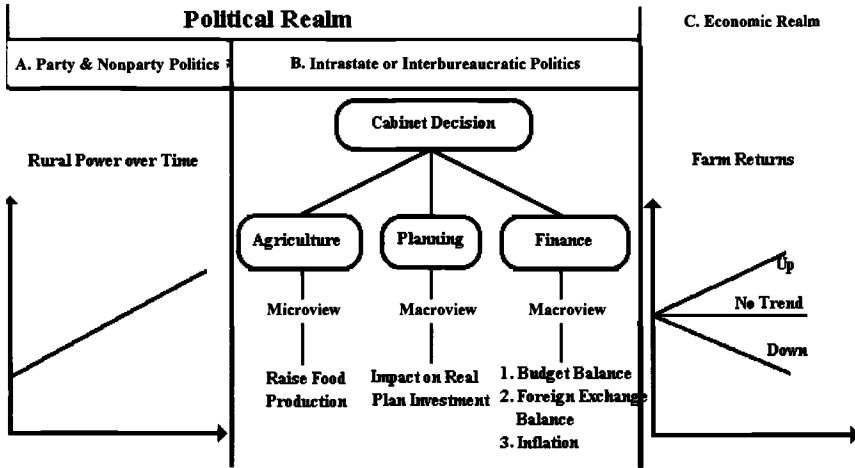 Political Realm
C. Economic Realm
A. Party & Nonparty Politics *
B. Intrastate or Interbureaucratic Politics
Cabinet Decision
Rural Power over Time
Farm Returns
Agriculture
Planning
Finance
Up
Microview
Macroview
Macroview
No Trend
Down
Raise Food
Production
Impact on Real
Plan Investment
1. Budget Balance
2. Foreign Exchange
Balance
3. Inflation